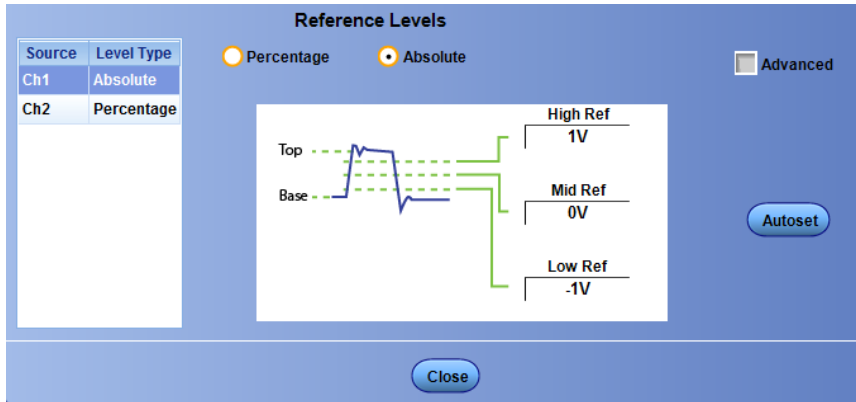 Reference Levels
Source Level Type
Ch1 Absolute
Ch2 Percentage
Percentage Absolute
Advanced
Top
Base
High Ref
1V
Mid Ref
0V
Low Ref
-1V
Autoset
Close